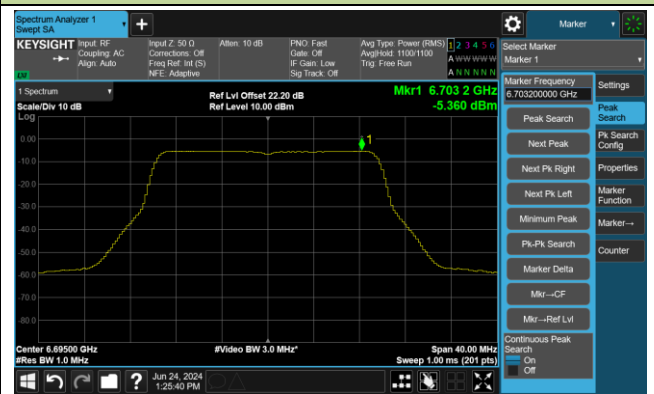 Spectrum Analyzer 1
Swept SA
Marker
KEYSIGHT
Input: RF
Coupling: AC
Align: Auto
Input Z: 50 Ω
Corrections: Off
Freq Ref: Int (S)
NFE: Adaptive
Atten: 10 dB
PNO: Fast
Gate: Off
IF Gain: Low
Sig Track: Off
Avg Type: Power (RMS)
Avg|Hold: 1100/1100
Trig: Free Run
1 2 3 4 5 6
A W W W W W
A N N N N N
LXI
Select Marker
Marker 1
1 Spectrum
Scale/Div 10 dB
Log
Ref Lvl Offset 22.20 dB
Ref Level 10.00 dBm
Mkr1 6.703 2 GHz
-5.360 dBm
1
0.00
-10.0
-20.0
-30.0
-40.0
-50.0
-60.0
-70.0
-80.0
Center 6.69500 GHz
#Res BW 1.0 MHz
#Video BW 3.0 MHz*
Span 40.00 MHz
Sweep 1.00 ms (201 pts)
Marker Frequency
6.703200000 GHz
Peak Search
Next Peak
Next Pk Right
Next Pk Left
Minimum Peak
Pk-Pk Search
Marker Delta
Mkr→CF
Mkr→Ref Lvl
Continuous Peak
Search
On
Off
Settings
Peak
Search
Pk Search
Config
Properties
Marker
Function
Marker→
Counter
Jun 24, 2024
1:25:40 PM